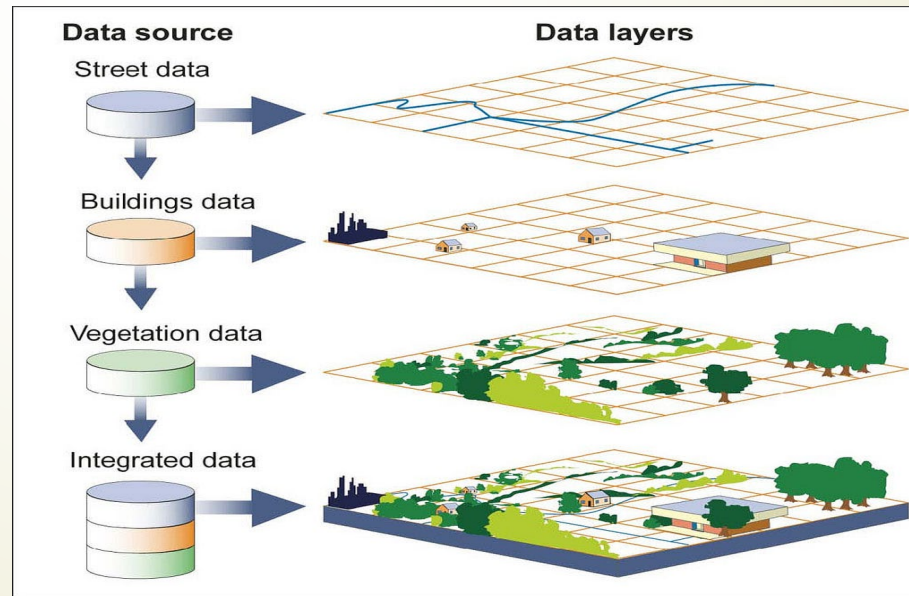 Data source
Data layers
Street data
Buildings data
Vegetation data
Integrated data